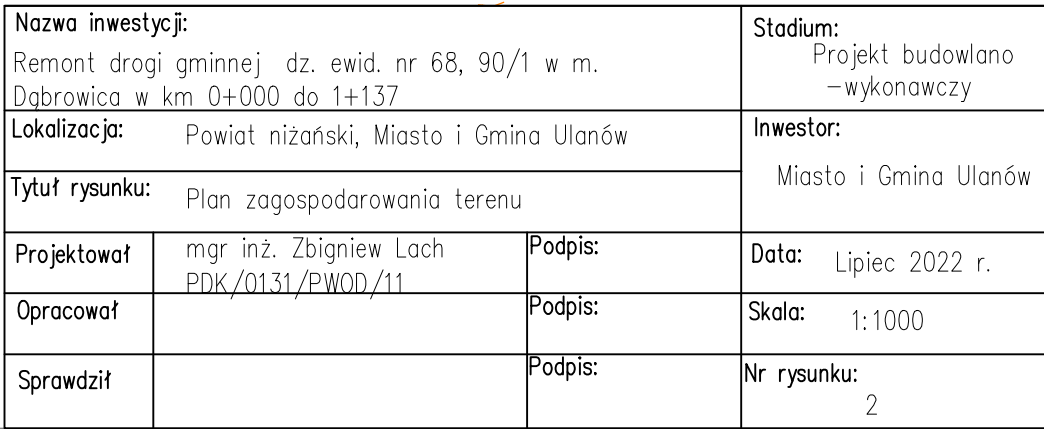 Nazwa inwestycji:
Remont drogi gminnej dz. ewid. nr 68, 90/1 w m.
Dąbrowica w km 0+000 do 1+137
Stadium:
Projekt budowlano
-wykonawczy
Lokalizacja: Powiat niżański, Miasto i Gmina Ulanów
Inwestor:
Miasto i Gmina Ulanów
Tytuł rysunku: Plan zagospodarowania terenu
Projektował mgr inż. Zbigniew Lach
PDK/0131/PWOD/11
Podpis:
Data: Lipiec 2022 r.
Opracował Podpis:
Skala: 1:1000
Sprawdził Podpis:
Nr rysunku:
2